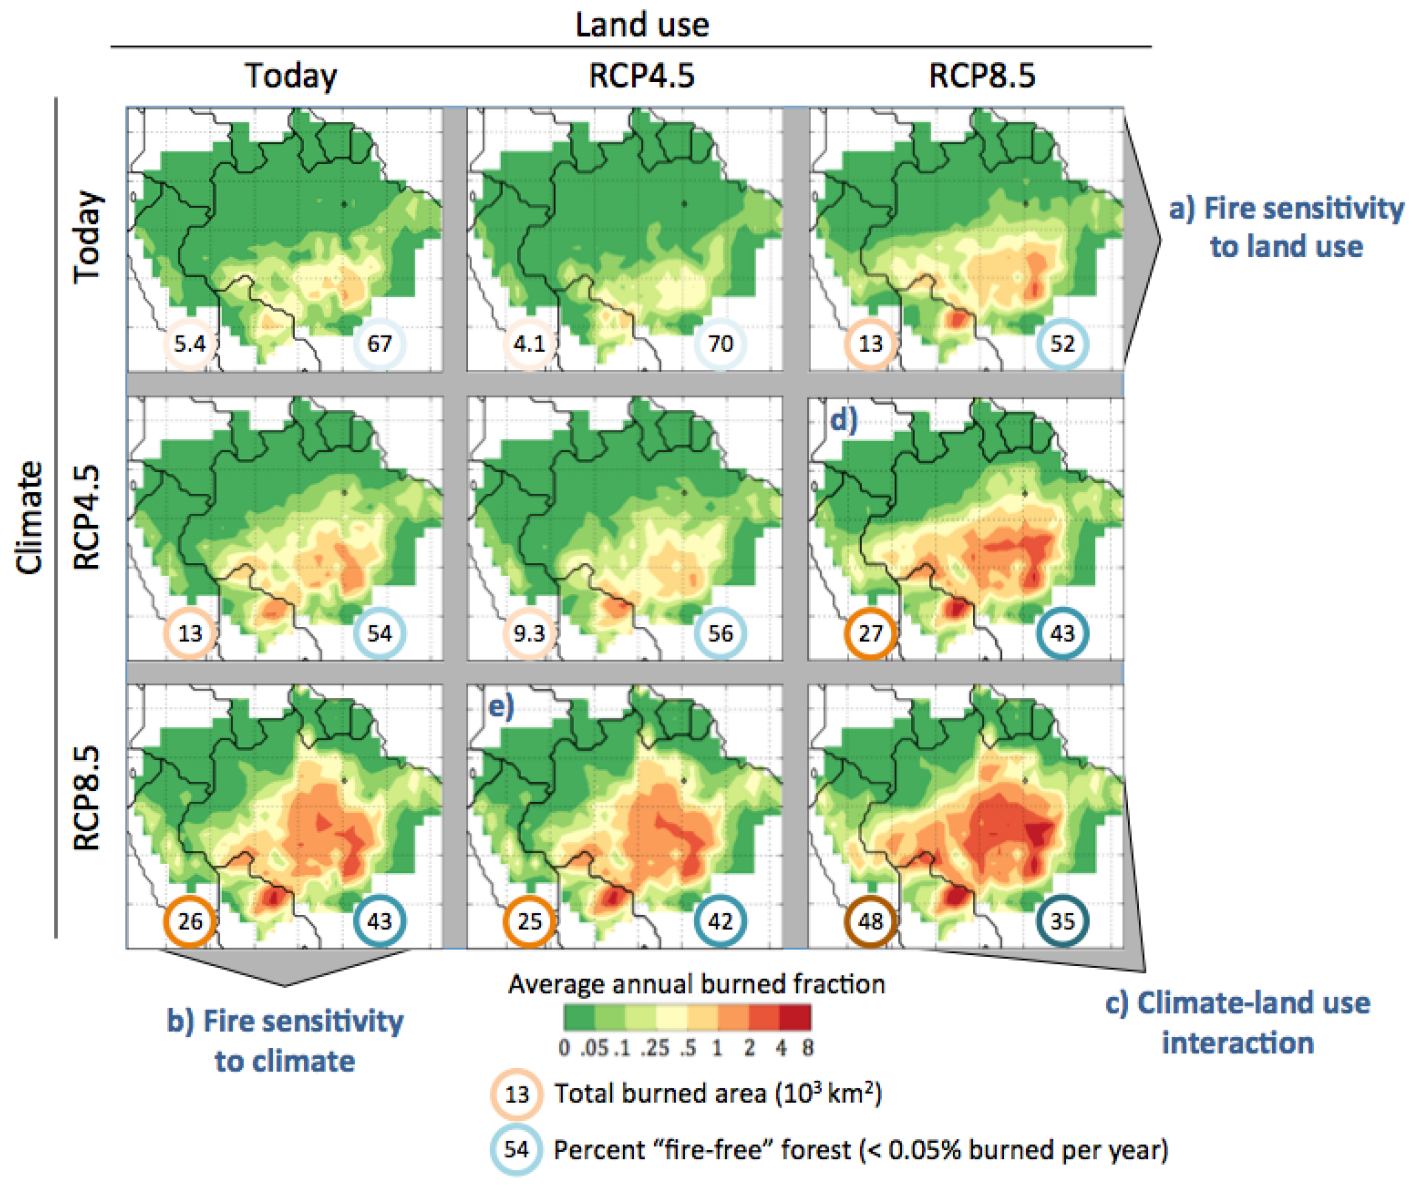 Land use
Today RCP4.5 RCP8.5
Climate
Today
5.4 67 4.1 70 13 52
a) Fire sensitivity
to land use
RCP4.5
d)
13 54 9.3 56 27 43
RCP8.5
e)
26 43 25 42 48 35
b) Fire sensitivity
to climate
c) Climate-land use
interaction
Average annual burned fraction
0 .05 .1 .25 .5 1 2 4 8
13 Total burned area (10³ km²)
54 Percent “fire-free” forest (< 0.05% burned per year)